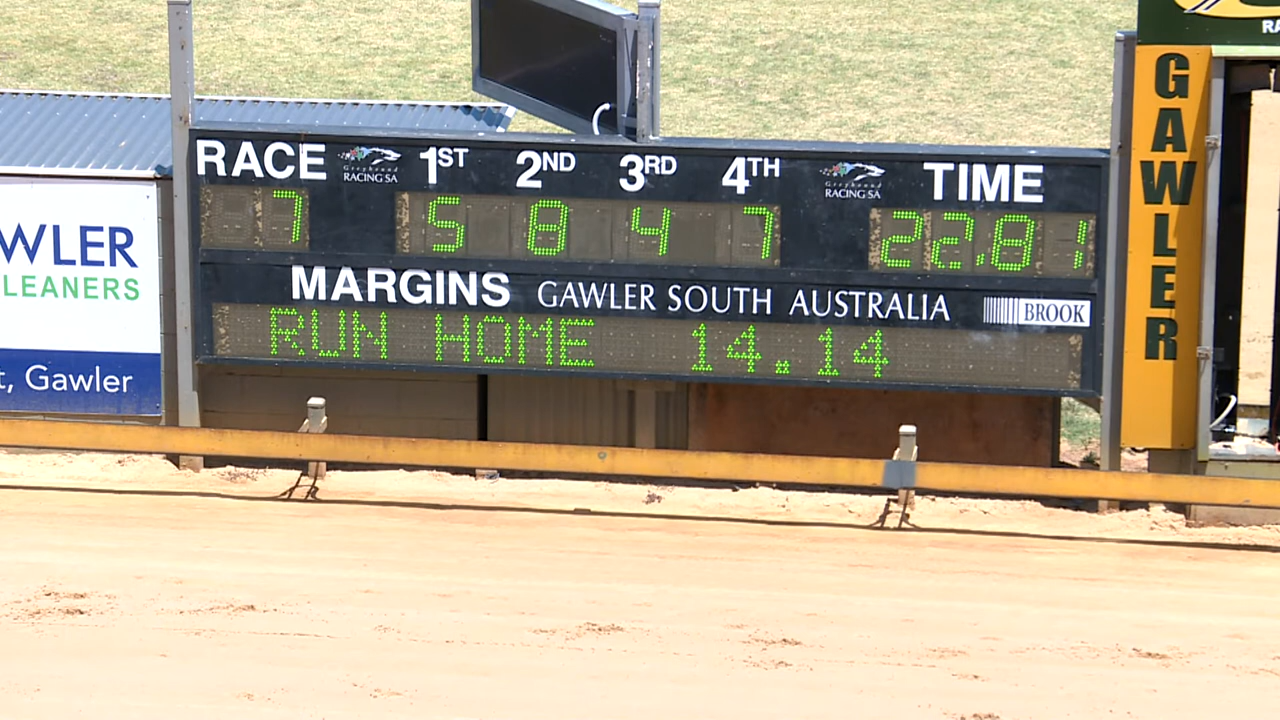 RA
GAWLER
RACE
Greyhound
RACING SA
1ST 2ND 3RD 4TH
Greyhound
RACING SA
TIME
7 5 8 4 7 22.81
MARGINS GAWLER SOUTH AUSTRALIA BROOK
RUN HOME 14.14
WLER
LEANERS
t, Gawler